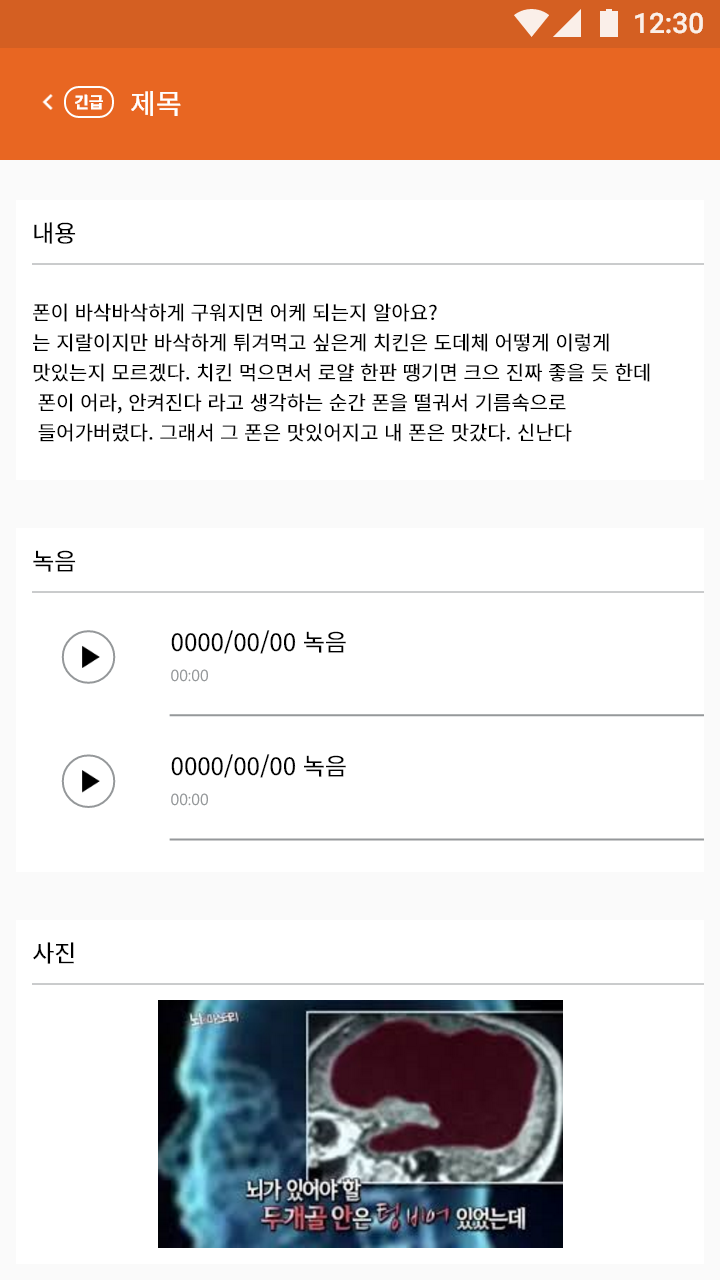 12:30
긴급 제목
내용
폰이 바삭바삭하게 구워지면 어케 되는지 알아요?
는 지랄이지만 바삭하게 튀겨먹고 싶은게 치킨은 도데체 어떻게 이렇게
맛있는지 모르겠다. 치킨 먹으면서 로얄 한판 땡기면 크으 진짜 좋을 듯 한데
폰이 어라, 안켜진다 라고 생각하는 순간 폰을 떨궈서 기름속으로
들어가버렸다. 그래서 그 폰은 맛있어지고 내 폰은 맛갔다. 신난다
녹음
0000/00/00 녹음
00:00
0000/00/00 녹음
00:00
사진
뇌가 있어야 할
두개골 안은 텅 비어 있었는데